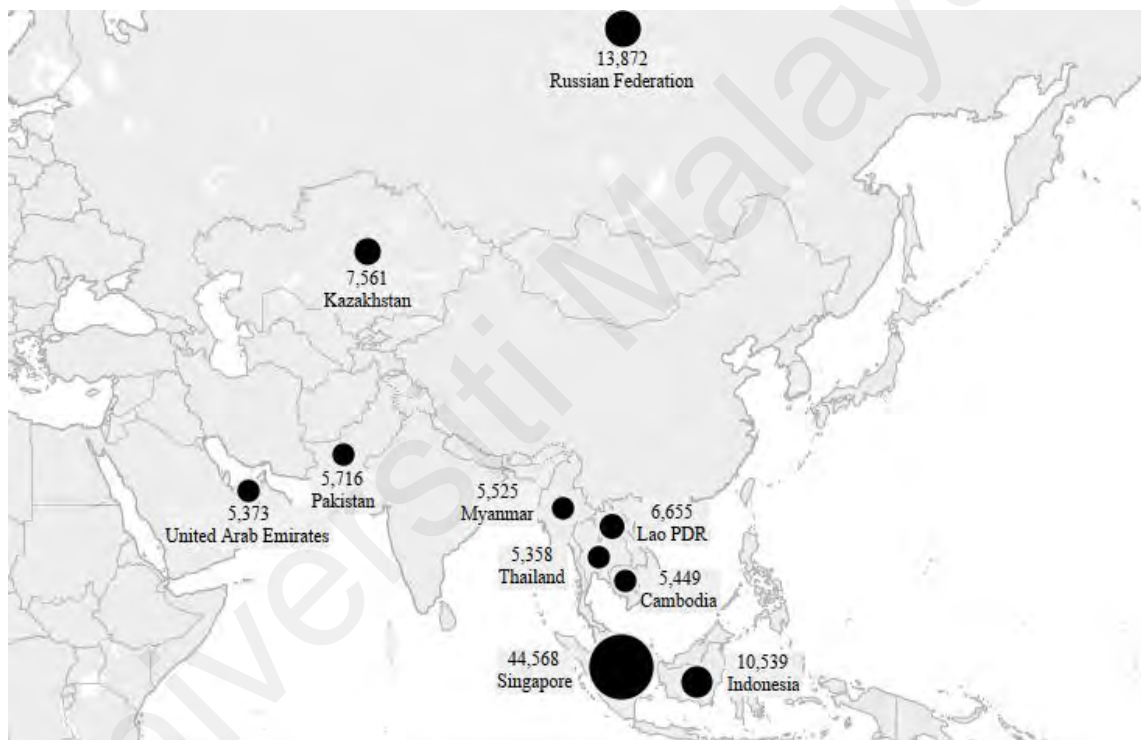 13,872
Russian Federation
7,561
Kazakhstan
5,716
Pakistan
5,373
United Arab Emirates
5,525
Myanmar
6,655
Lao PDR
5,358
Thailand
5,449
Cambodia
44,568
Singapore
10,539
Indonesia